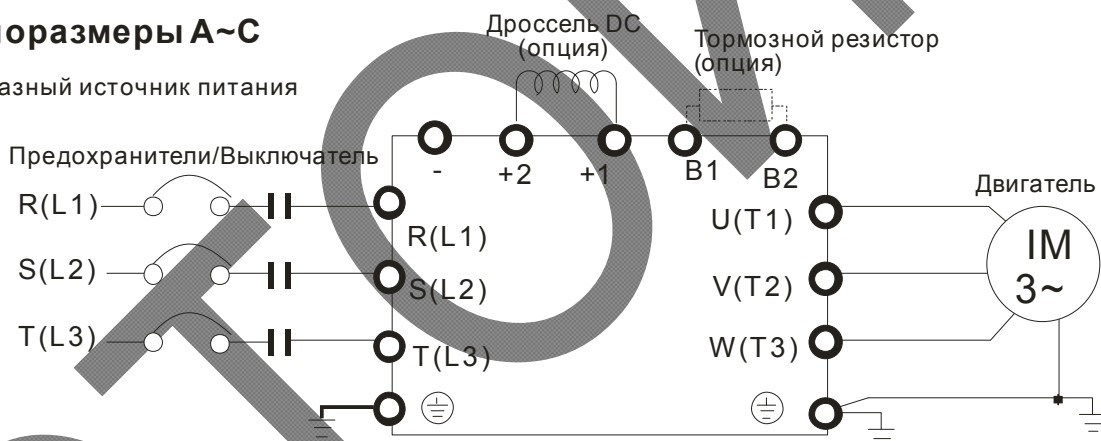 поразмеры A~C
азный источник питания
Дроссель DC
(опция)
Тормозной резистор
(опция)
Предохранители/Выключатель
- +2 +1 B1 B2
R(L1)
S(L2)
T(L3)
R(L1)
S(L2)
T(L3)
U(T1)
V(T2)
W(T3)
Двигатель
IM
3~